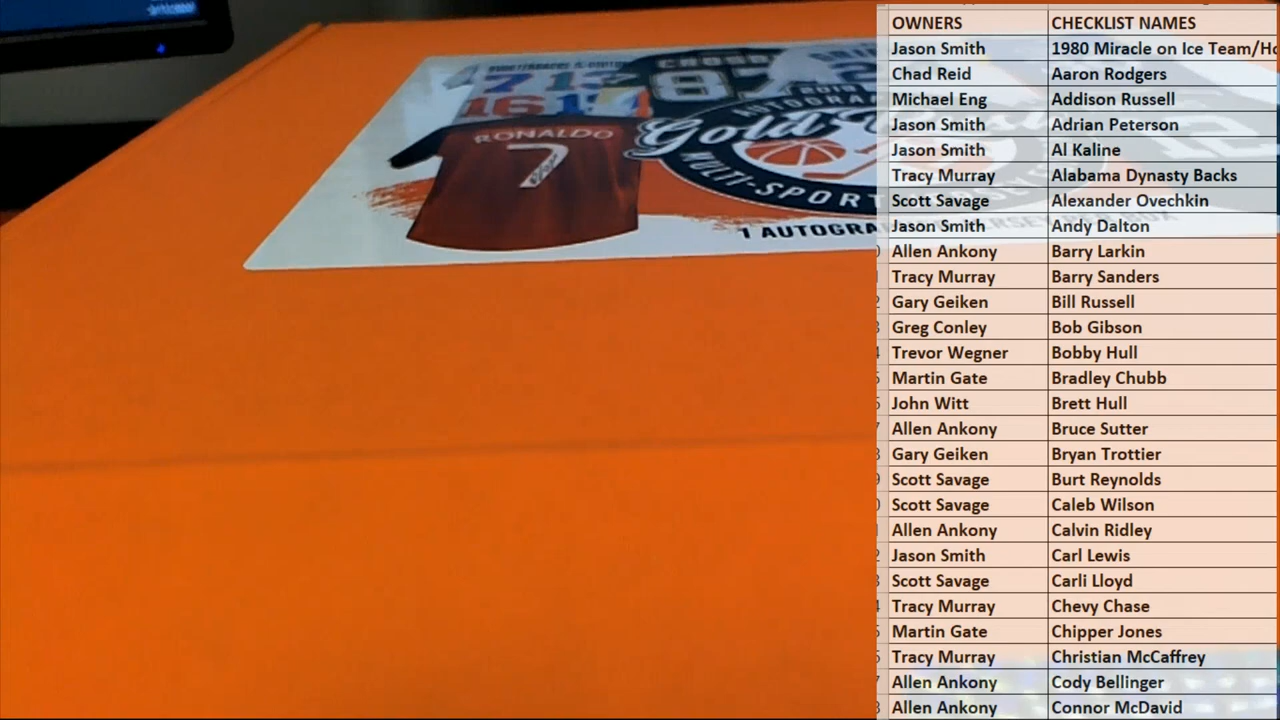 RONALDO
7
87
2019
Gold
MULTI-SPORT
1 AUTOGRA
OWNERS CHECKLIST NAMES
Jason Smith 1980 Miracle on Ice Team/Ho
Chad Reid Aaron Rodgers
Michael Eng Addison Russell
Jason Smith Adrian Peterson
Jason Smith Al Kaline
Tracy Murray Alabama Dynasty Backs
Scott Savage Alexander Ovechkin
Jason Smith Andy Dalton
Allen Ankony Barry Larkin
Tracy Murray Barry Sanders
Gary Geiken Bill Russell
Greg Conley Bob Gibson
Trevor Wegner Bobby Hull
Martin Gate Bradley Chubb
John Witt Brett Hull
Allen Ankony Bruce Sutter
Gary Geiken Bryan Trottier
Scott Savage Burt Reynolds
Scott Savage Caleb Wilson
Allen Ankony Calvin Ridley
Jason Smith Carl Lewis
Scott Savage Carli Lloyd
Tracy Murray Chevy Chase
Martin Gate Chipper Jones
Tracy Murray Christian McCaffrey
Allen Ankony Cody Bellinger
Allen Ankony Connor McDavid